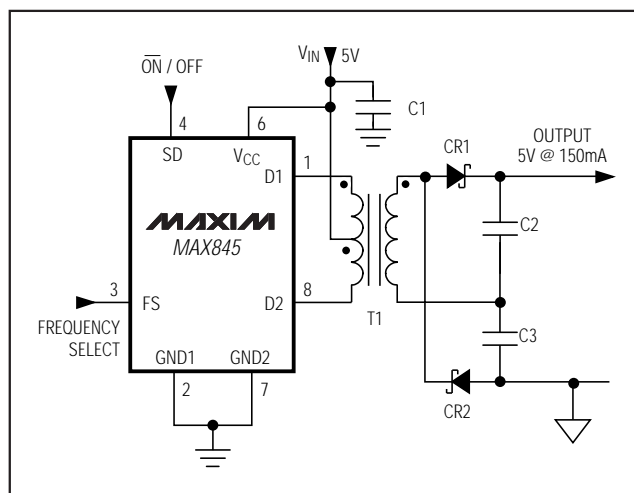 V_IN 5V
O̅N̅ / OFF
C1
4
6
OUTPUT
5V @ 150mA
SD
V_CC
CR1
D1
1
MAXIM
MAX845
C2
3
FS
D2
8
T1
FREQUENCY
SELECT
C3
GND1
GND2
2
7
CR2